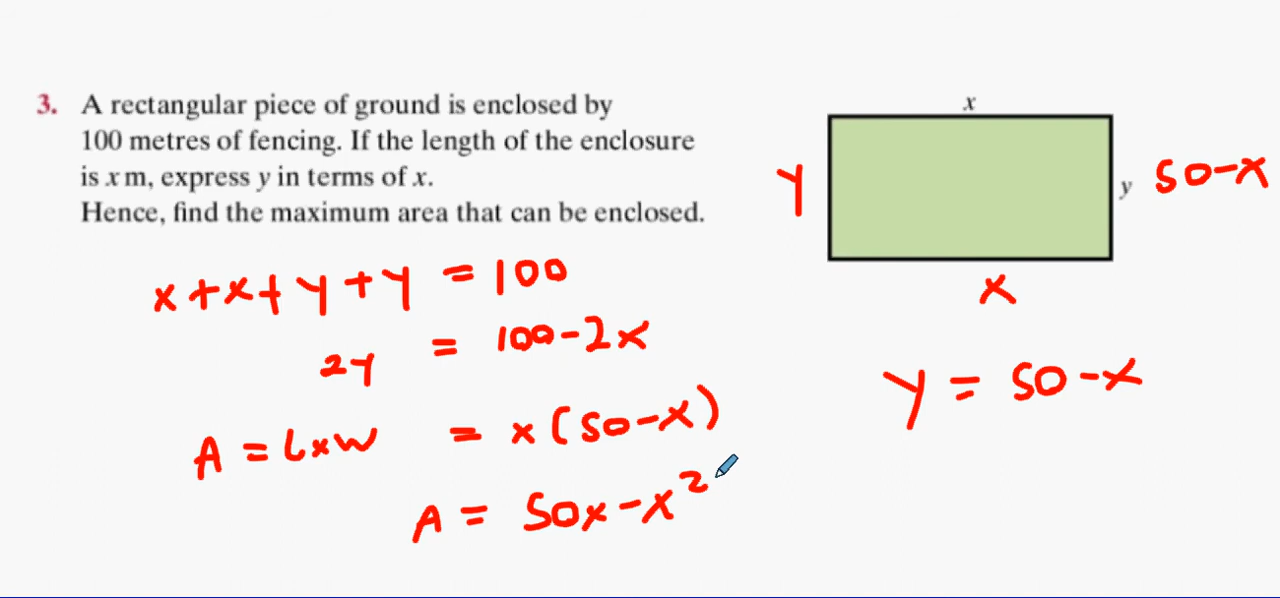 3. A rectangular piece of ground is enclosed by
100 metres of fencing. If the length of the enclosure
is x m, express y in terms of x.
Hence, find the maximum area that can be enclosed.
x
y
50-x
y
x
x+x+y+y = 100
2y = 100-2x
y = 50-x
A = L×W = x(50-x)
A = 50x-x²